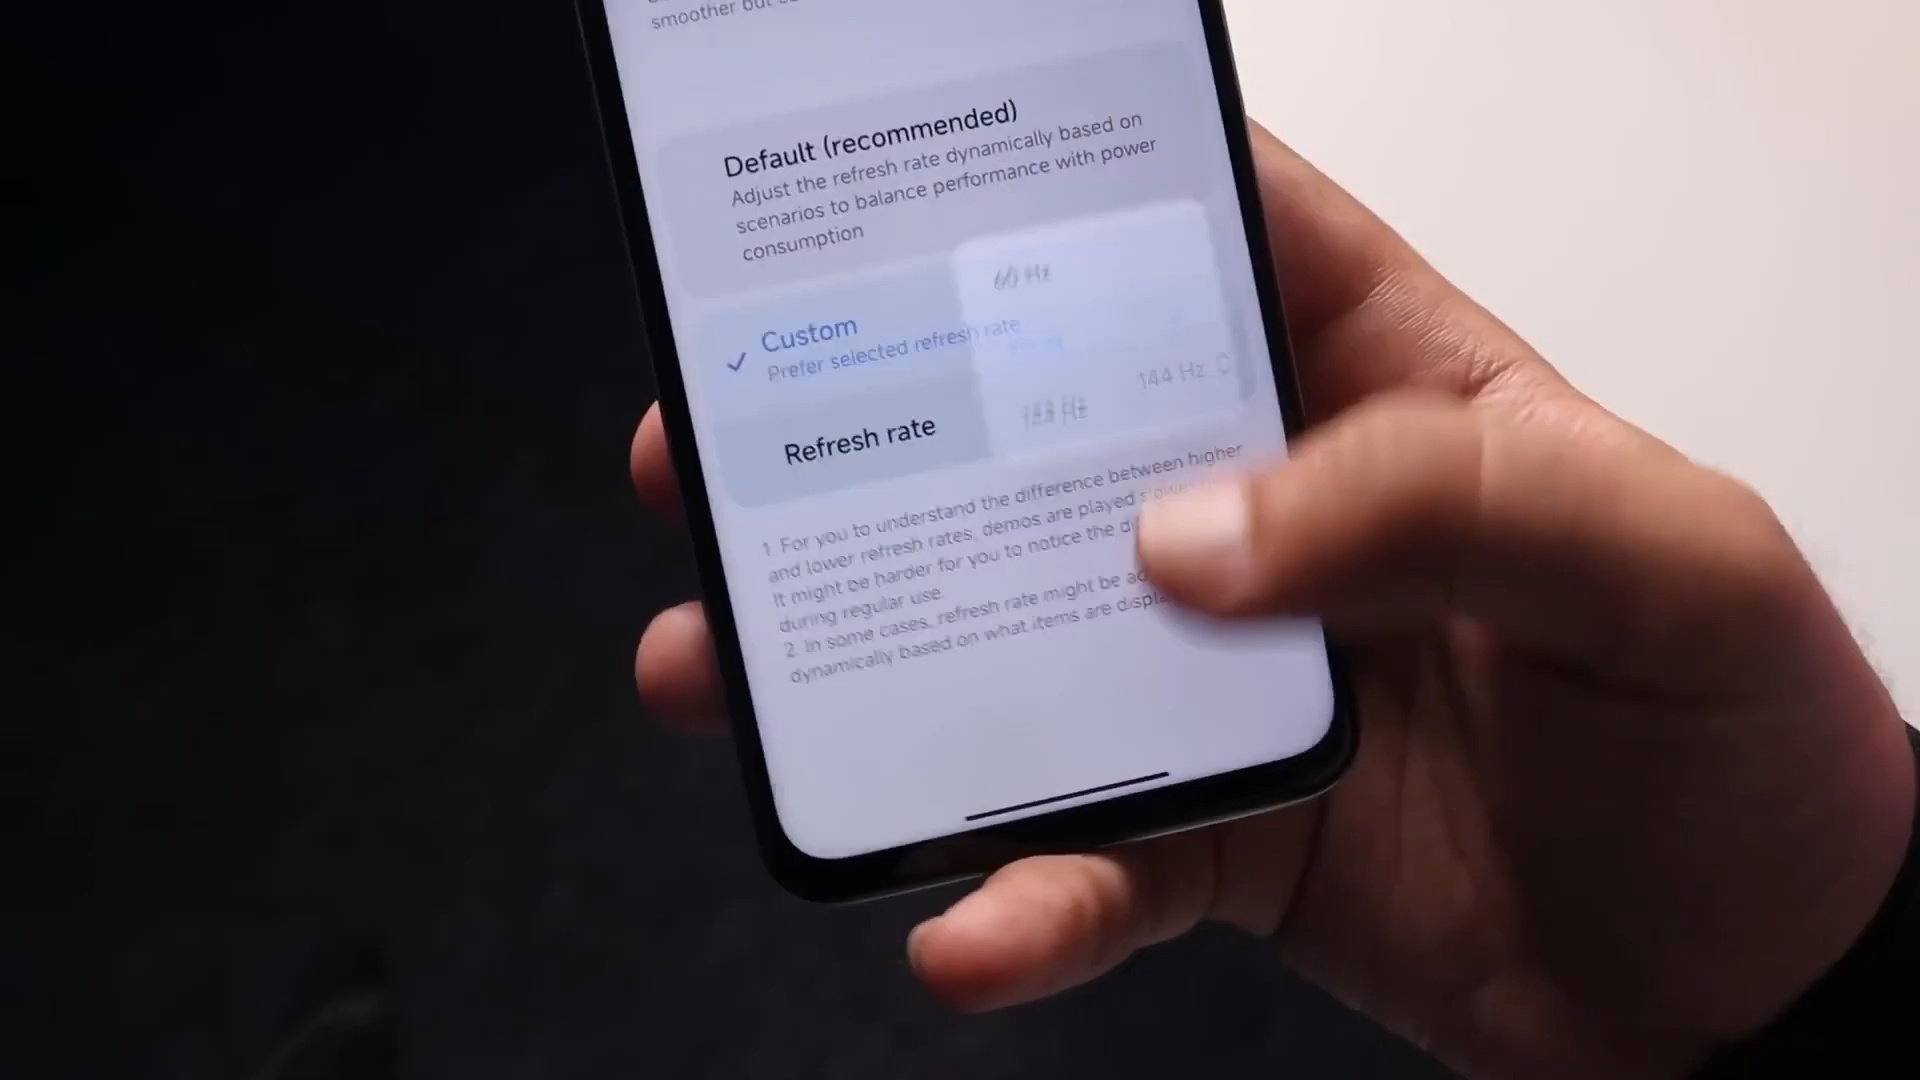 smoother but
Default (recommended)
Adjust the refresh rate dynamically based on
scenarios to balance performance with power
consumption
60 Hz
Custom
Prefer selected refresh rate
144 Hz
Refresh rate
1. For you to understand the difference between higher
and lower refresh rates, demos are played slower
It might be harder for you to notice the
during regular use.
2. In some cases, refresh rate might be
dynamically based on what items are